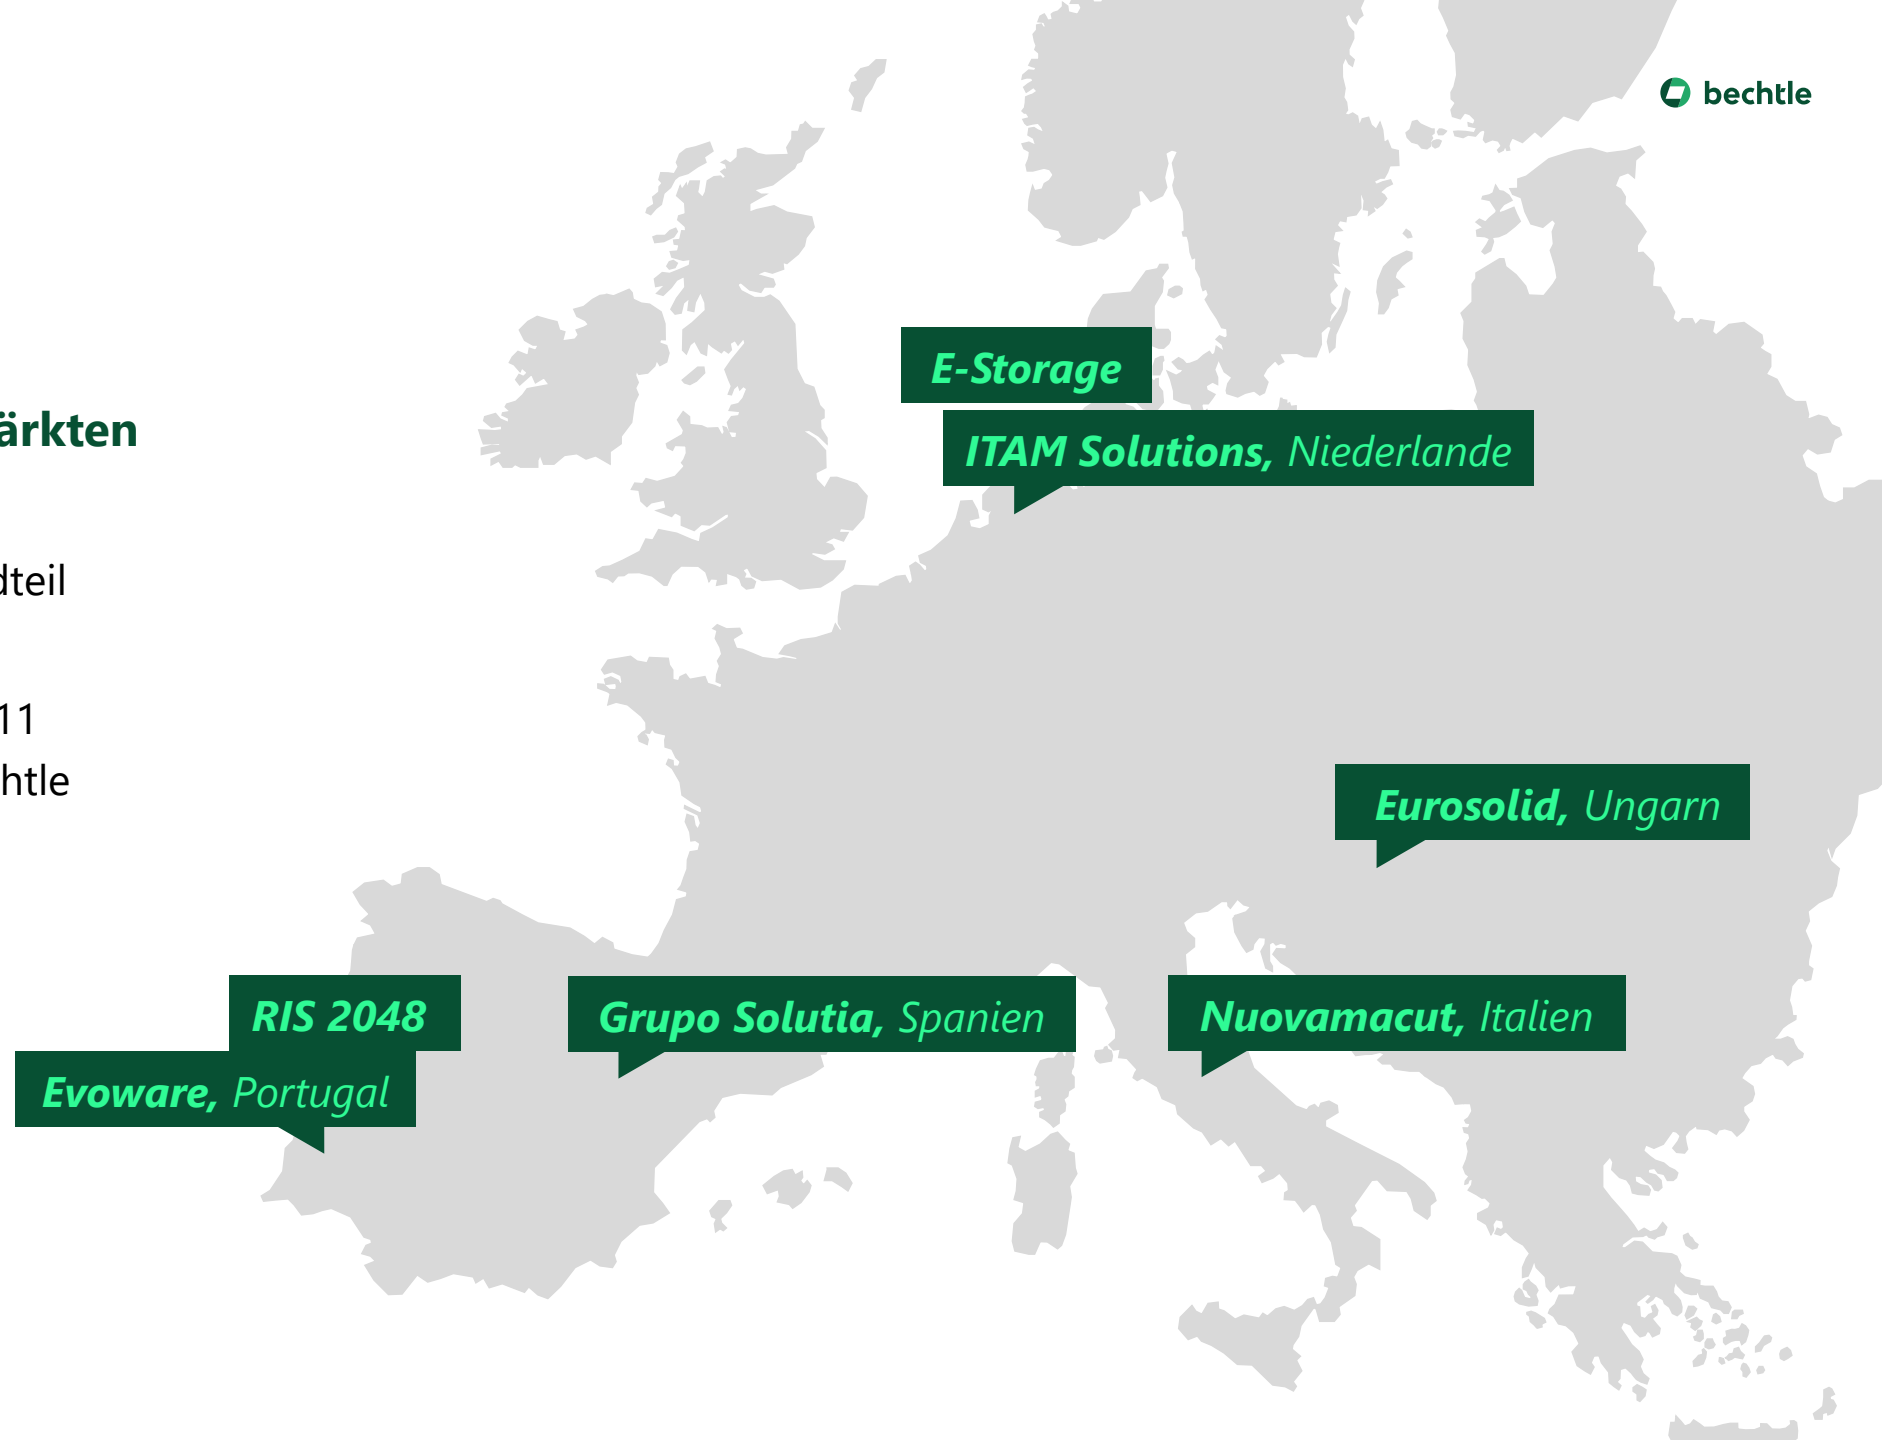 bechtle
E-Storage
ITAM Solutions, Niederlande
ärkten
dteil
11
htle
Eurosolid, Ungarn
RIS 2048
Evoware, Portugal
Grupo Solutia, Spanien
Nuovamacut, Italien